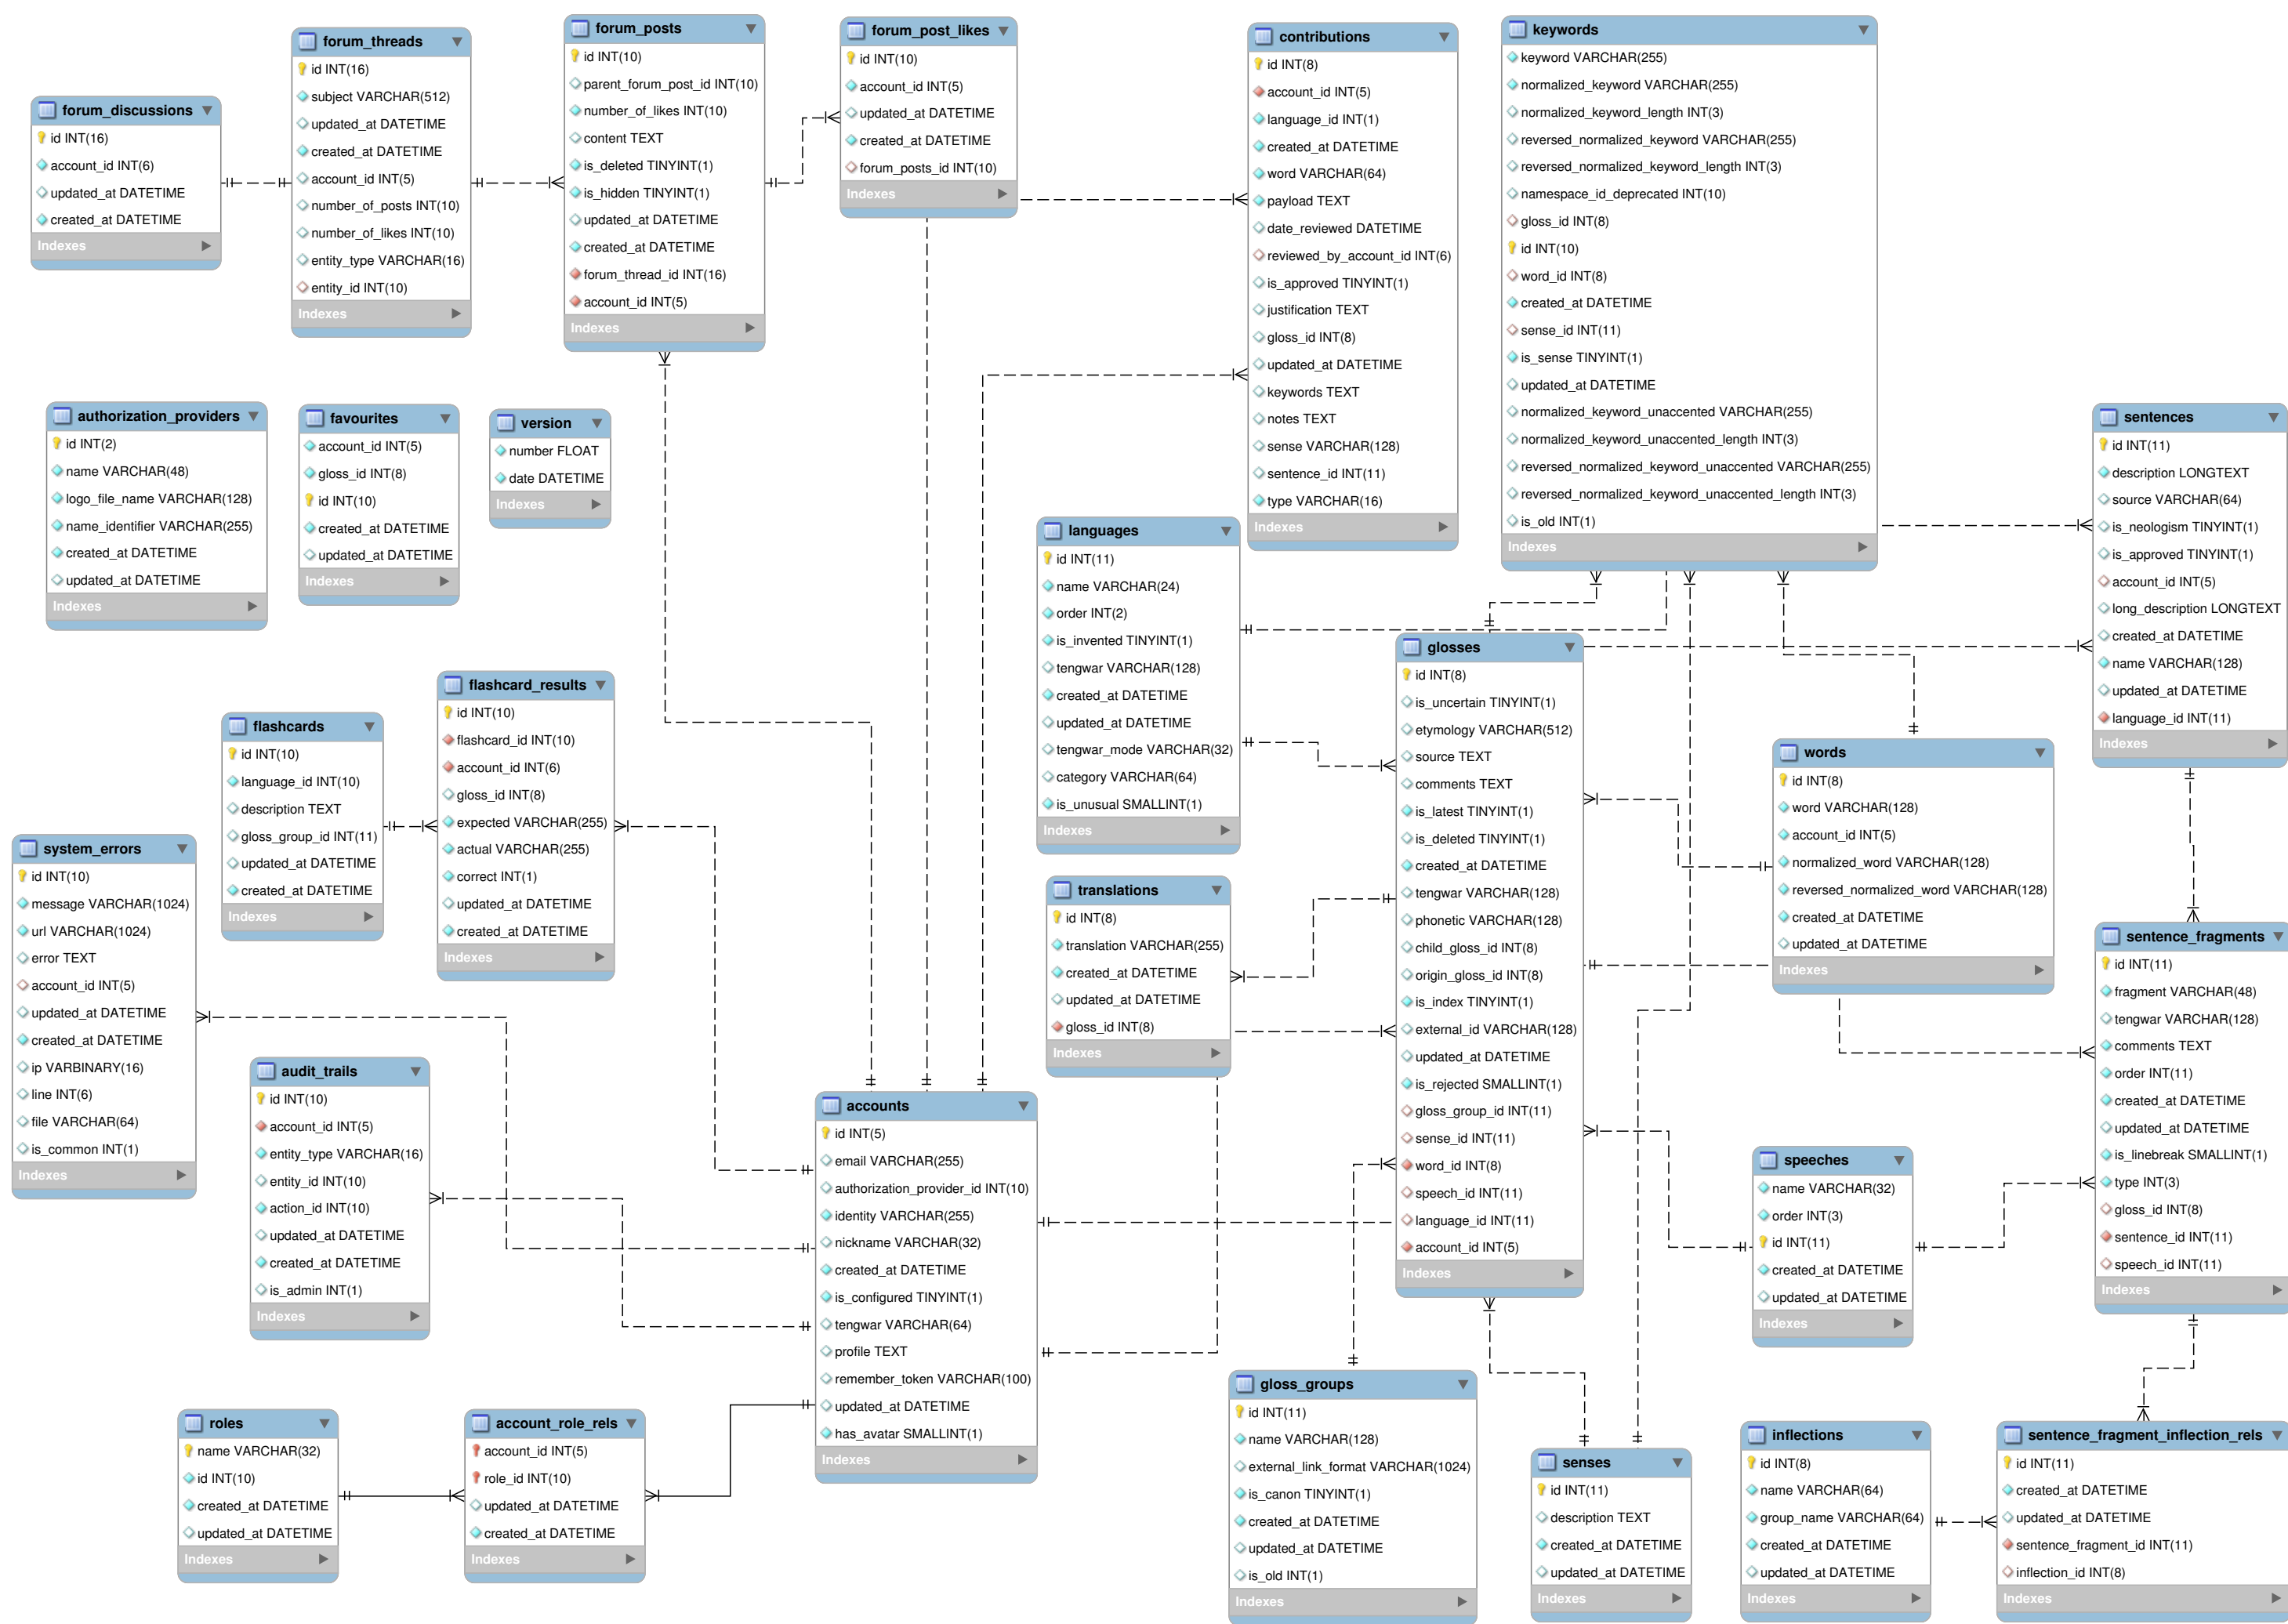 forum_discussions
id INT(16)
account_id INT(6)
updated_at DATETIME
created_at DATETIME
Indexes
forum_threads
id INT(16)
subject VARCHAR(512)
updated_at DATETIME
created_at DATETIME
account_id INT(5)
number_of_posts INT(10)
number_of_likes INT(10)
entity_type VARCHAR(16)
entity_id INT(10)
Indexes
forum_posts
id INT(10)
parent_forum_post_id INT(10)
number_of_likes INT(10)
content TEXT
is_deleted TINYINT(1)
is_hidden TINYINT(1)
updated_at DATETIME
created_at DATETIME
forum_thread_id INT(16)
account_id INT(5)
Indexes
forum_post_likes
id INT(10)
account_id INT(5)
updated_at DATETIME
created_at DATETIME
forum_posts_id INT(10)
Indexes
contributions
id INT(8)
account_id INT(5)
language_id INT(1)
created_at DATETIME
word VARCHAR(64)
payload TEXT
date_reviewed DATETIME
reviewed_by_account_id INT(6)
is_approved TINYINT(1)
justification TEXT
gloss_id INT(8)
updated_at DATETIME
keywords TEXT
notes TEXT
sense VARCHAR(128)
sentence_id INT(11)
type VARCHAR(16)
Indexes
keywords
keyword VARCHAR(255)
normalized_keyword VARCHAR(255)
normalized_keyword_length INT(3)
reversed_normalized_keyword VARCHAR(255)
reversed_normalized_keyword_length INT(3)
namespace_id_deprecated INT(10)
gloss_id INT(8)
id INT(10)
word_id INT(8)
created_at DATETIME
sense_id INT(11)
is_sense TINYINT(1)
updated_at DATETIME
normalized_keyword_unaccented VARCHAR(255)
normalized_keyword_unaccented_length INT(3)
reversed_normalized_keyword_unaccented VARCHAR(255)
reversed_normalized_keyword_unaccented_length INT(3)
is_old INT(1)
Indexes
authorization_providers
id INT(2)
name VARCHAR(48)
logo_file_name VARCHAR(128)
name_identifier VARCHAR(255)
created_at DATETIME
updated_at DATETIME
Indexes
favourites
account_id INT(5)
gloss_id INT(8)
id INT(10)
created_at DATETIME
updated_at DATETIME
Indexes
version
number FLOAT
date DATETIME
Indexes
sentences
id INT(11)
description LONGTEXT
source VARCHAR(64)
is_neologism TINYINT(1)
is_approved TINYINT(1)
account_id INT(5)
long_description LONGTEXT
created_at DATETIME
name VARCHAR(128)
updated_at DATETIME
language_id INT(11)
Indexes
languages
id INT(11)
name VARCHAR(24)
order INT(2)
is_invented TINYINT(1)
tengwar VARCHAR(128)
created_at DATETIME
updated_at DATETIME
tengwar_mode VARCHAR(32)
category VARCHAR(64)
is_unusual SMALLINT(1)
Indexes
glosses
id INT(8)
is_uncertain TINYINT(1)
etymology VARCHAR(512)
source TEXT
comments TEXT
is_latest TINYINT(1)
is_deleted TINYINT(1)
created_at DATETIME
tengwar VARCHAR(128)
phonetic VARCHAR(128)
child_gloss_id INT(8)
origin_gloss_id INT(8)
is_index TINYINT(1)
external_id VARCHAR(128)
updated_at DATETIME
is_rejected SMALLINT(1)
gloss_group_id INT(11)
sense_id INT(11)
word_id INT(8)
speech_id INT(11)
language_id INT(11)
account_id INT(5)
Indexes
flashcards
id INT(10)
language_id INT(10)
description TEXT
gloss_group_id INT(11)
updated_at DATETIME
created_at DATETIME
Indexes
flashcard_results
id INT(10)
flashcard_id INT(10)
account_id INT(6)
gloss_id INT(8)
expected VARCHAR(255)
actual VARCHAR(255)
correct INT(1)
updated_at DATETIME
created_at DATETIME
Indexes
words
id INT(8)
word VARCHAR(128)
account_id INT(5)
normalized_word VARCHAR(128)
reversed_normalized_word VARCHAR(128)
created_at DATETIME
updated_at DATETIME
Indexes
system_errors
id INT(10)
message VARCHAR(1024)
url VARCHAR(1024)
error TEXT
account_id INT(5)
updated_at DATETIME
created_at DATETIME
ip VARBINARY(16)
line INT(6)
file VARCHAR(64)
is_common INT(1)
Indexes
translations
id INT(8)
translation VARCHAR(255)
created_at DATETIME
updated_at DATETIME
gloss_id INT(8)
Indexes
sentence_fragments
id INT(11)
fragment VARCHAR(48)
tengwar VARCHAR(128)
comments TEXT
order INT(11)
created_at DATETIME
updated_at DATETIME
is_linebreak SMALLINT(1)
type INT(3)
gloss_id INT(8)
sentence_id INT(11)
speech_id INT(11)
Indexes
audit_trails
id INT(10)
account_id INT(5)
entity_type VARCHAR(16)
entity_id INT(10)
action_id INT(10)
updated_at DATETIME
created_at DATETIME
is_admin INT(1)
Indexes
accounts
id INT(5)
email VARCHAR(255)
authorization_provider_id INT(10)
identity VARCHAR(255)
nickname VARCHAR(32)
created_at DATETIME
is_configured TINYINT(1)
tengwar VARCHAR(64)
profile TEXT
remember_token VARCHAR(100)
updated_at DATETIME
has_avatar SMALLINT(1)
Indexes
speeches
name VARCHAR(32)
order INT(3)
id INT(11)
created_at DATETIME
updated_at DATETIME
Indexes
roles
name VARCHAR(32)
id INT(10)
created_at DATETIME
updated_at DATETIME
Indexes
account_role_rels
account_id INT(5)
role_id INT(10)
updated_at DATETIME
created_at DATETIME
Indexes
gloss_groups
id INT(11)
name VARCHAR(128)
external_link_format VARCHAR(1024)
is_canon TINYINT(1)
created_at DATETIME
updated_at DATETIME
is_old INT(1)
Indexes
senses
id INT(11)
description TEXT
created_at DATETIME
updated_at DATETIME
Indexes
inflections
id INT(8)
name VARCHAR(64)
group_name VARCHAR(64)
created_at DATETIME
updated_at DATETIME
Indexes
sentence_fragment_inflection_rels
id INT(11)
created_at DATETIME
updated_at DATETIME
sentence_fragment_id INT(11)
inflection_id INT(8)
Indexes